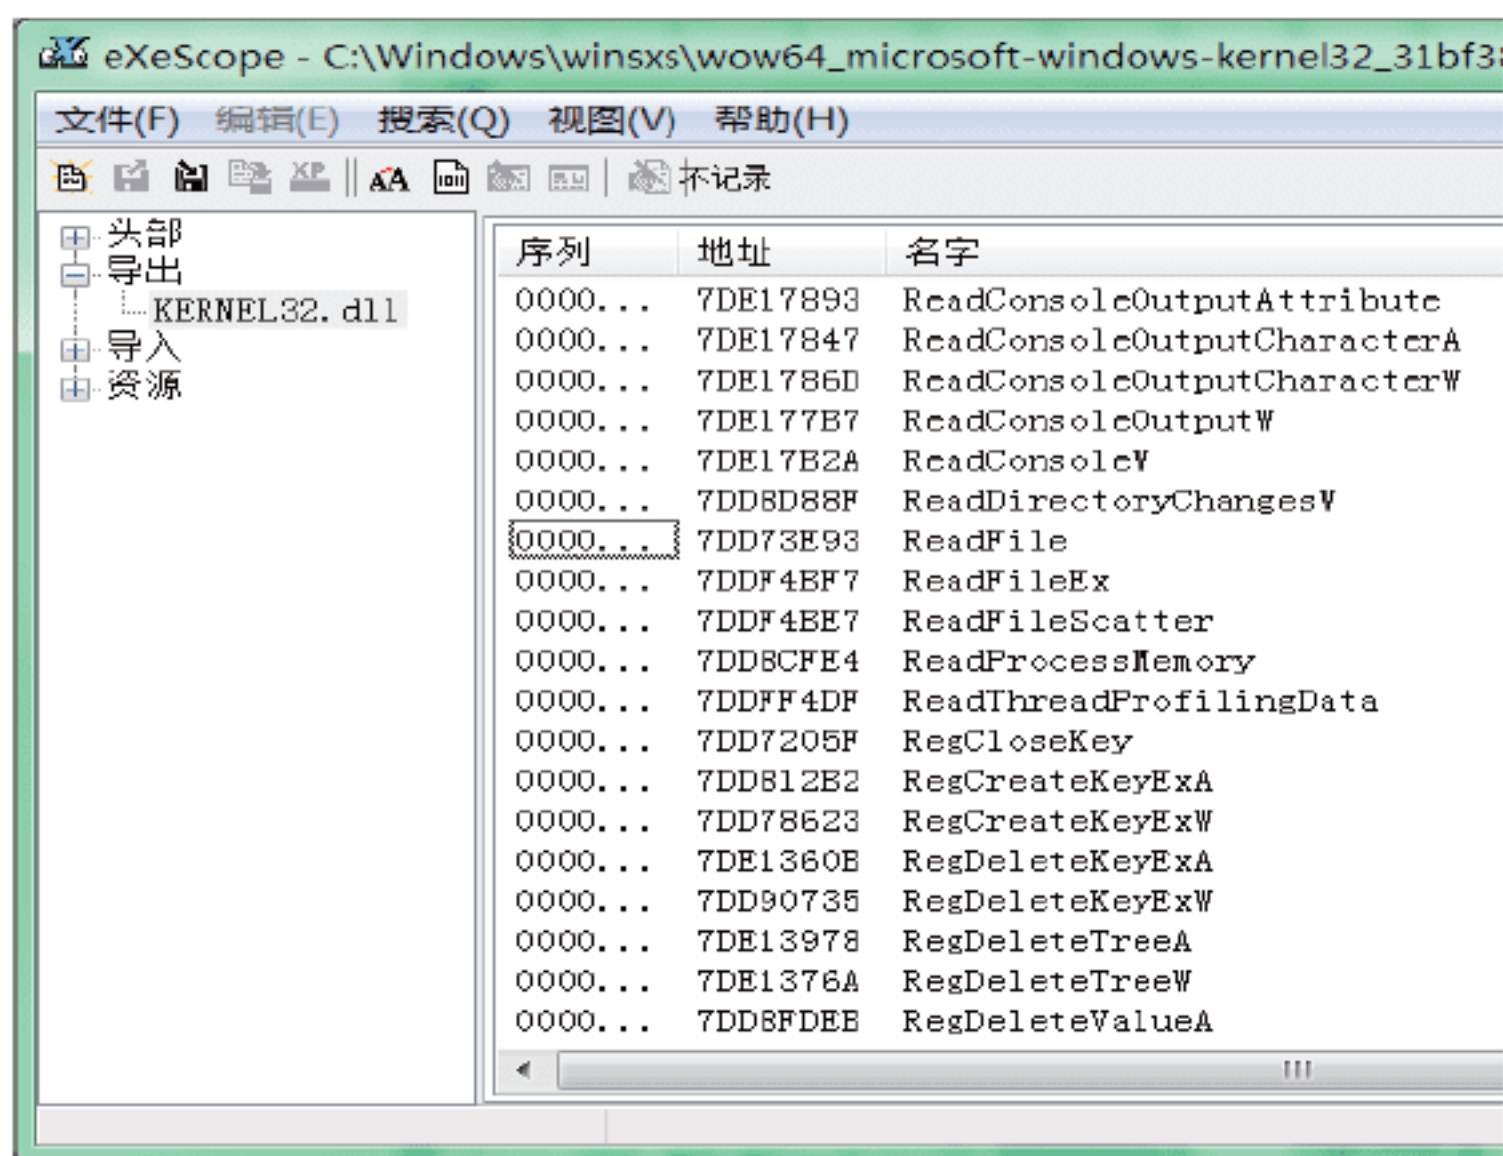 eXeScope - C:\Windows\winsxs\wow64_microsoft-windows-kernel32_31bf3
文件(F) 编辑(E) 搜索(Q) 视图(V) 帮助(H)
不记录
头部
导出
KERNEL32.dll
导入
资源
序列 地址 名字
0000... 7DE17893 ReadConsoleOutputAttribute
0000... 7DE17847 ReadConsoleOutputCharacterA
0000... 7DE1786D ReadConsoleOutputCharacterW
0000... 7DE177B7 ReadConsoleOutputW
0000... 7DE17B2A ReadConsoleW
0000... 7DD8D88F ReadDirectoryChangesW
0000... 7DD73E93 ReadFile
0000... 7DDF4BF7 ReadFileEx
0000... 7DDF4BE7 ReadFileScatter
0000... 7DD8CFE4 ReadProcessMemory
0000... 7DDFF4DF ReadThreadProfilingData
0000... 7DD7205F RegCloseKey
0000... 7DD812B2 RegCreateKeyExA
0000... 7DD78623 RegCreateKeyExW
0000... 7DE1360B RegDeleteKeyExA
0000... 7DD90735 RegDeleteKeyExW
0000... 7DE13978 RegDeleteTreeA
0000... 7DE1376A RegDeleteTreeW
0000... 7DD8FDEB RegDeleteValueA